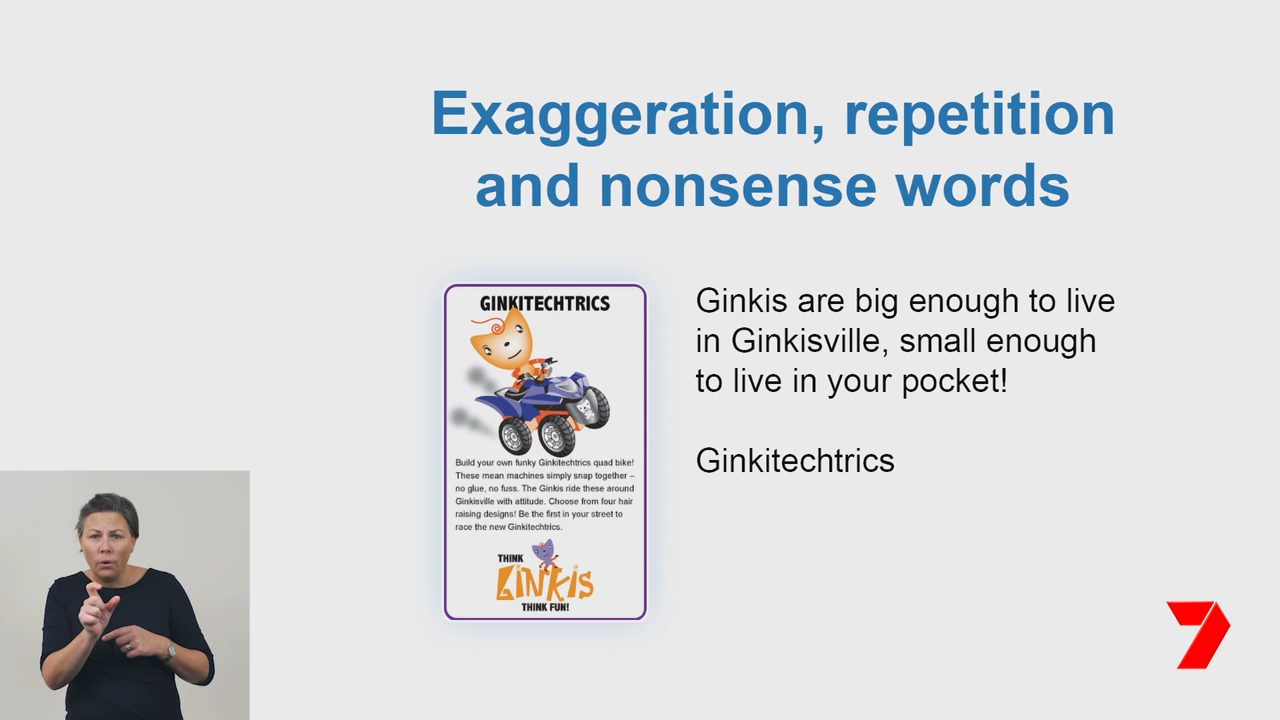 Exaggeration, repetition
and nonsense words
GINKITECHTRICS
Build your own funky Ginkitechtrics quad bike!
These mean machines simply snap together –
no glue, no fuss. The Ginkis ride these around
Ginkisville with attitude. Choose from four hair
raising designs! Be the first in your street to
race the new Ginkitechtrics.
THINK
GINKIS
THINK FUN!
Ginkis are big enough to live
in Ginkisville, small enough
to live in your pocket!
Ginkitechtrics
7